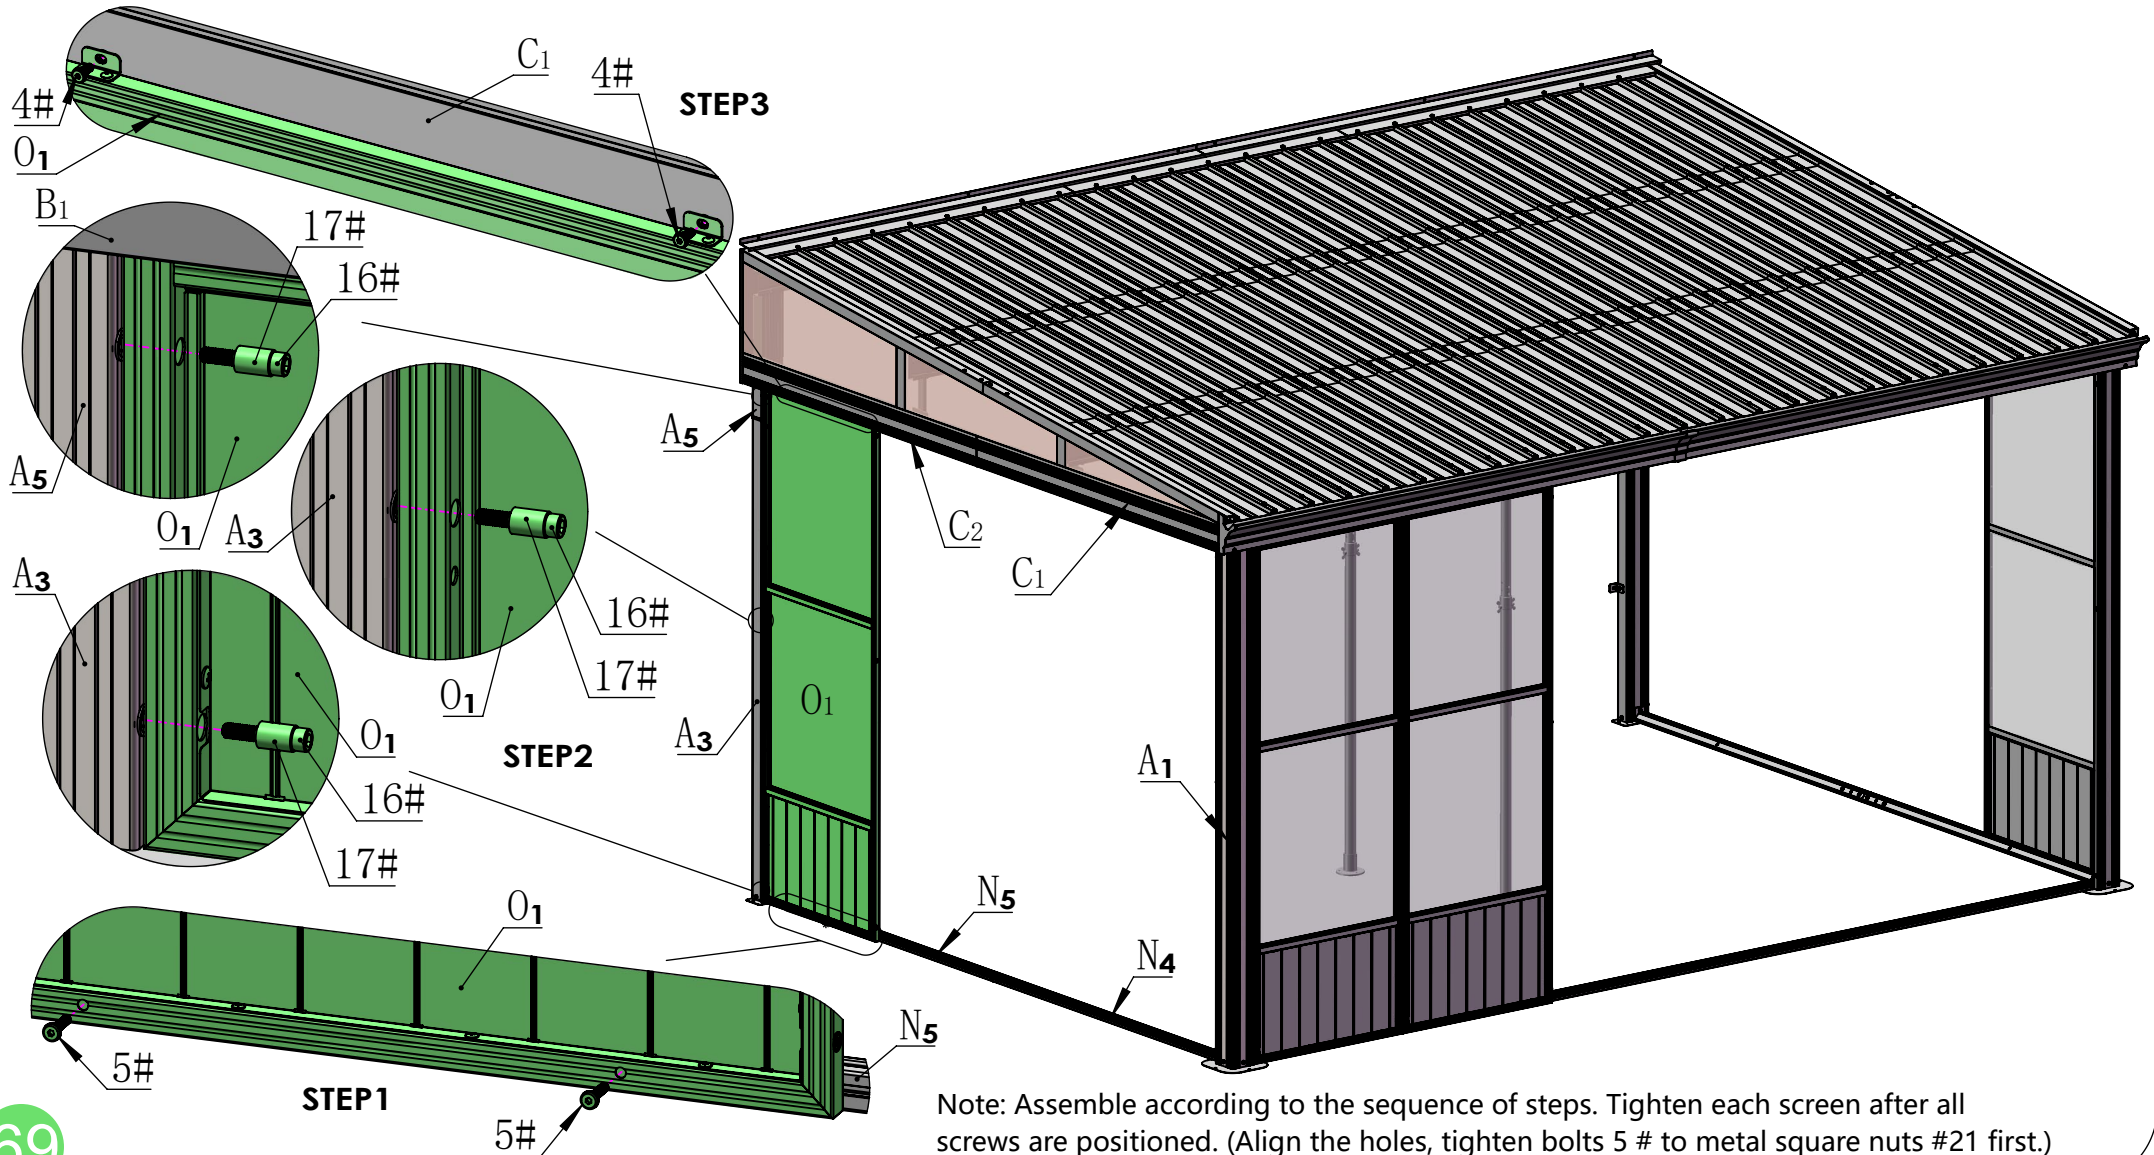 C1
4#
STEP3
4#
O1
B1
17#
16#
A5
O1
A3
A3
16#
17#
O1
O1
16#
17#
STEP2
A5
C2
C1
O1
A3
A1
N5
N4
O1
N5
5#
STEP1
5#
69
Note: Assemble according to the sequence of steps. Tighten each screen after all
screws are positioned. (Align the holes, tighten bolts 5 # to metal square nuts #21 first.)